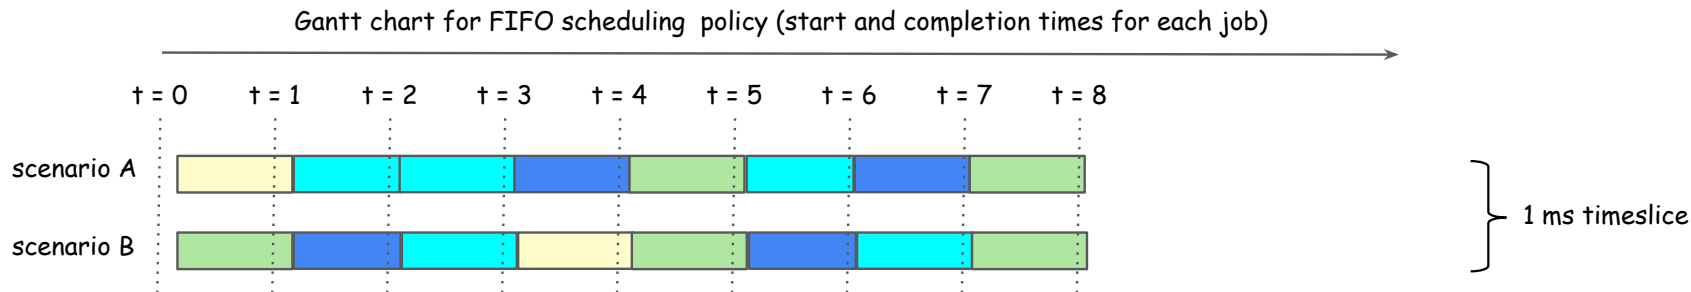 Gantt chart for FIFO scheduling policy (start and completion times for each job)
t = 0 t = 1 t = 2 t = 3 t = 4 t = 5 t = 6 t = 7 t = 8
scenario A
1 ms timeslice
scenario B